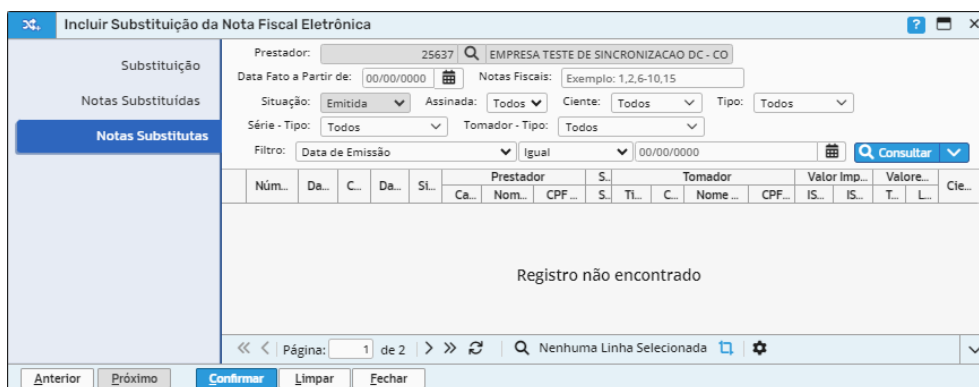 Incluir Substituição da Nota Fiscal Eletrônica ?
Substituição
Notas Substituídas
Notas Substitutas
Prestador: 25637 EMPRESA TESTE DE SINCRONIZACAO DC - CO
Data Fato a Partir de: 00/00/0000 Notas Fiscais: Exemplo: 1,2,6-10,15
Situação: Emitida Assinada: Todos Ciente: Todos Tipo: Todos
Série - Tipo: Todos Tomador - Tipo: Todos
Filtro: Data de Emissão Igual 00/00/0000 Consultar
Núm... Da... C... Da... Si... Prestador S... Tomador Valor Imp... Valore... Cie...
Ca... Nom... CPF... S... Ti... C... Nome ... CPF... IS... IS... T... L...
Registro não encontrado
Página: 1 de 2 Nenhuma Linha Selecionada
Anterior Próximo Confirmar Limpar Fechar